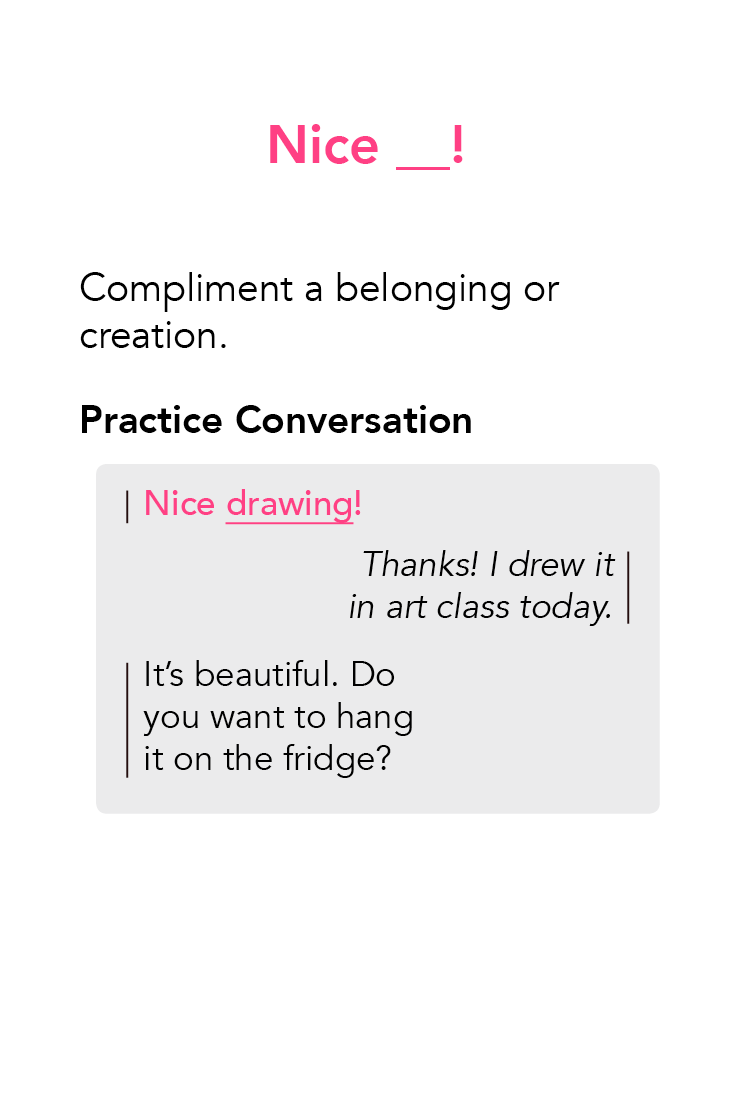 Nice __!
Compliment a belonging or
creation.
Practice Conversation
Nice drawing!
Thanks! I drew it
in art class today.
It’s beautiful. Do
you want to hang
it on the fridge?